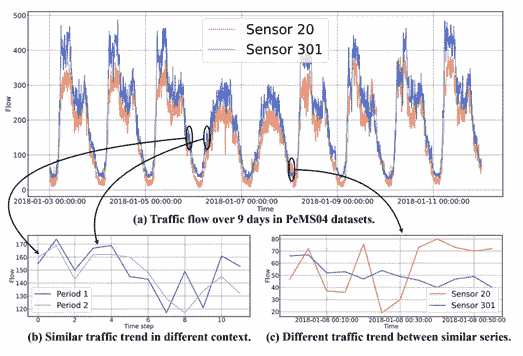 500
400
300
200
100
0
Flow
Sensor 20
Sensor 301
2018-01-03 00:00:00
2018-01-05 00:00:00
2018-01-07 00:00:00
2018-01-09 00:00:00
2018-01-11 00:00:00
Time
(a) Traffic flow over 9 days in PeMS04 datasets.
170
160
150
140
130
120
Flow
Period 1
Period 2
0 2 4 6 8 10
Time step
(b) Similar traffic trend in different context.
80
70
60
50
40
30
20
Flow
Sensor 20
Sensor 301
2018-01-08 00:10:00
2018-01-08 00:30:00
2018-01-08 00:50:00
Time
(c) Different traffic trend between similar series.